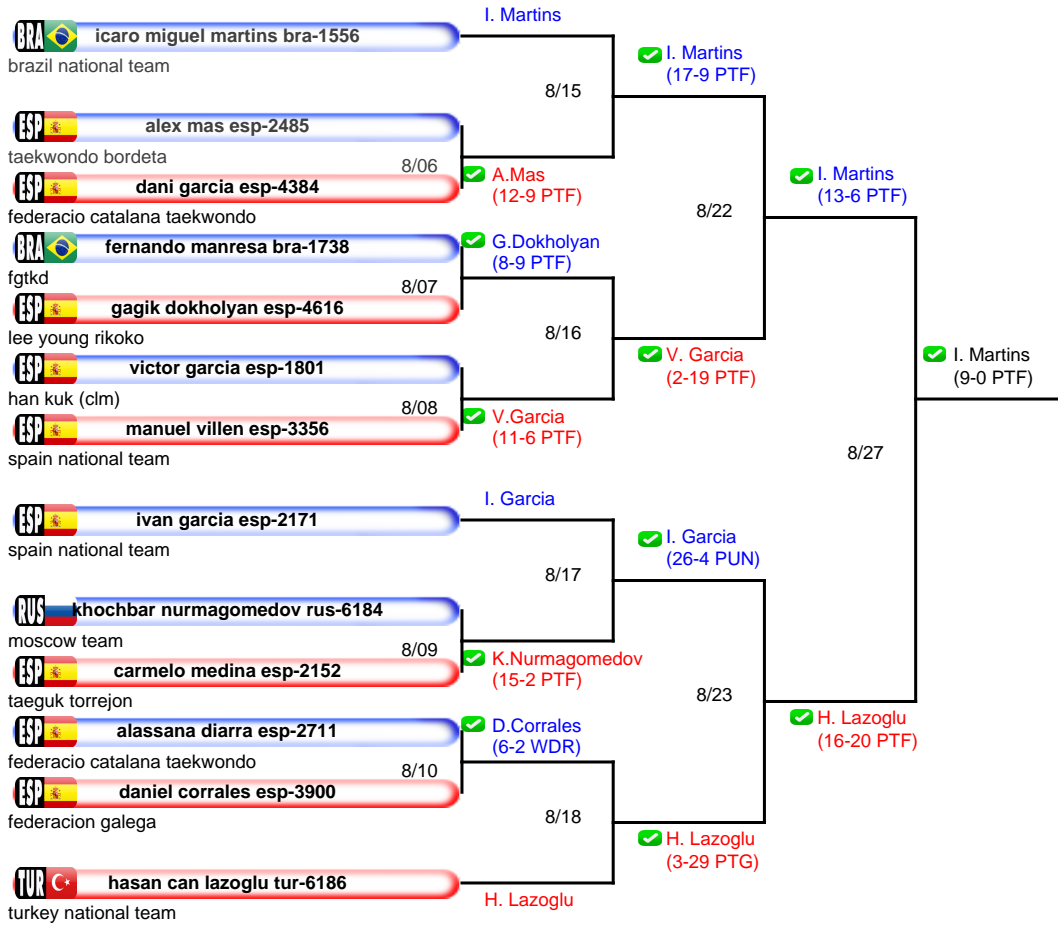 I. Martins
BRA icaro miguel martins bra-1556
brazil national team
I. Martins
(17-9 PTF)
8/15
ESP alex mas esp-2485
taekwondo bordeta
8/06
A.Mas
(12-9 PTF)
ESP dani garcia esp-4384
federacio catalana taekwondo
I. Martins
(13-6 PTF)
8/22
BRA fernando manresa bra-1738
fgtkd
G.Dokholyan
(8-9 PTF)
8/07
ESP gagik dokholyan esp-4616
lee young rikoko
8/16
V. Garcia
(2-19 PTF)
ESP victor garcia esp-1801
han kuk (clm)
8/08
V.Garcia
(11-6 PTF)
ESP manuel villen esp-3356
spain national team
I. Martins
(9-0 PTF)
8/27
I. Garcia
ESP ivan garcia esp-2171
spain national team
I. Garcia
(26-4 PUN)
8/17
RUS khochbar nurmagomedov rus-6184
moscow team
8/09
K.Nurmagomedov
(15-2 PTF)
ESP carmelo medina esp-2152
taeguk torrejon
8/23
H. Lazoglu
(16-20 PTF)
ESP alassana diarra esp-2711
federacio catalana taekwondo
D.Corrales
(6-2 WDR)
8/10
ESP daniel corrales esp-3900
federacion galega
8/18
H. Lazoglu
(3-29 PTG)
TUR hasan can lazoglu tur-6186
turkey national team
H. Lazoglu